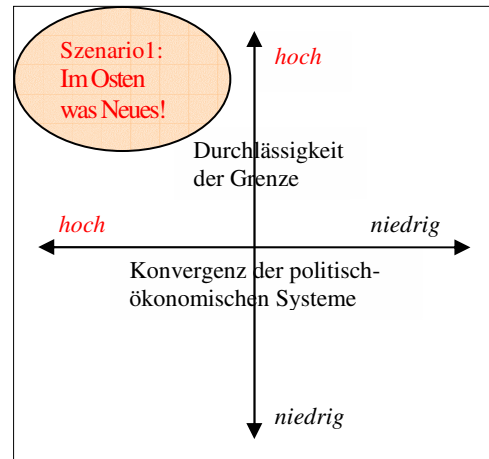 Szenario1:
Im Osten
was Neues!
hoch
Durchlässigkeit
der Grenze
hoch
niedrig
Konvergenz der politisch-
ökonomischen Systeme
niedrig